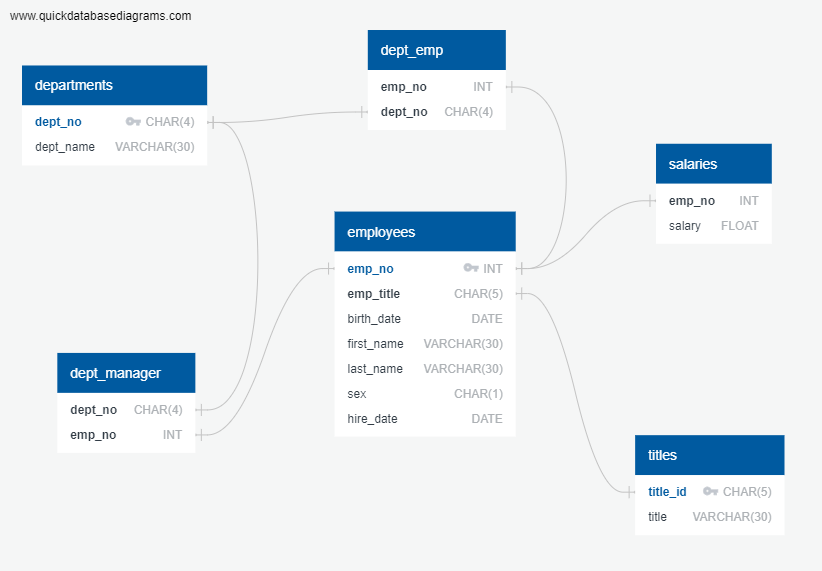 www.quickdatabasediagrams.com
dept_emp
emp_no INT
dept_no CHAR(4)
departments
dept_no CHAR(4)
dept_name VARCHAR(30)
salaries
emp_no INT
salary FLOAT
employees
emp_no INT
emp_title CHAR(5)
birth_date DATE
first_name VARCHAR(30)
last_name VARCHAR(30)
sex CHAR(1)
hire_date DATE
dept_manager
dept_no CHAR(4)
emp_no INT
titles
title_id CHAR(5)
title VARCHAR(30)